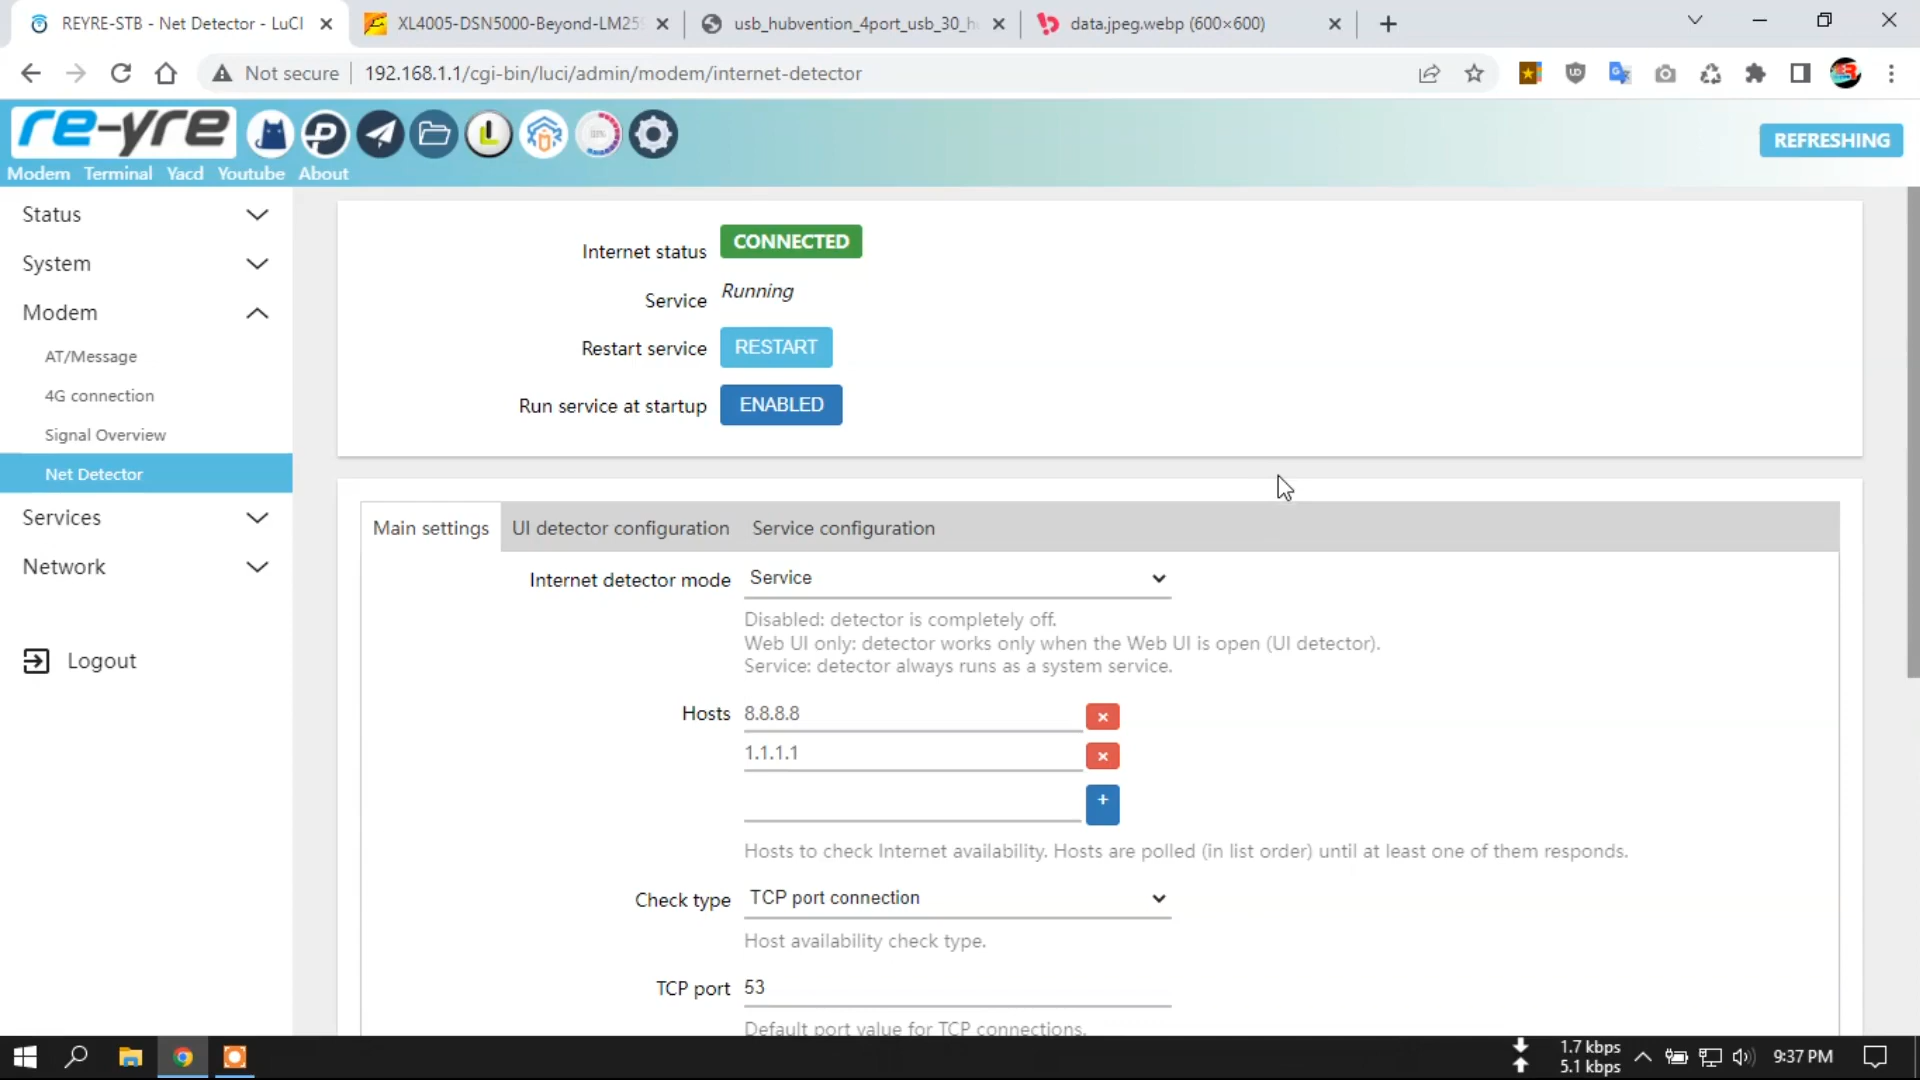 REYRE-STB - Net Detector - LuCI
XL4005-DSN5000-Beyond-LM259
usb_hubvention_4port_usb_30_h
data.jpeg.webp (600×600)
Not secure
192.168.1.1/cgi-bin/luci/admin/modem/internet-detector
re-yre
REFRESHING
Modem Terminal Yacd Youtube About
Status
System
Modem
AT/Message
4G connection
Signal Overview
Net Detector
Services
Network
Logout
Internet status CONNECTED
Service Running
Restart service RESTART
Run service at startup ENABLED
Main settings UI detector configuration Service configuration
Internet detector mode Service
Disabled: detector is completely off.
Web UI only: detector works only when the Web UI is open (UI detector).
Service: detector always runs as a system service.
Hosts 8.8.8.8
1.1.1.1
+
Hosts to check Internet availability. Hosts are polled (in list order) until at least one of them responds.
Check type TCP port connection
Host availability check type.
TCP port 53
Default port value for TCP connections.
1.7 kbps
5.1 kbps
9:37 PM